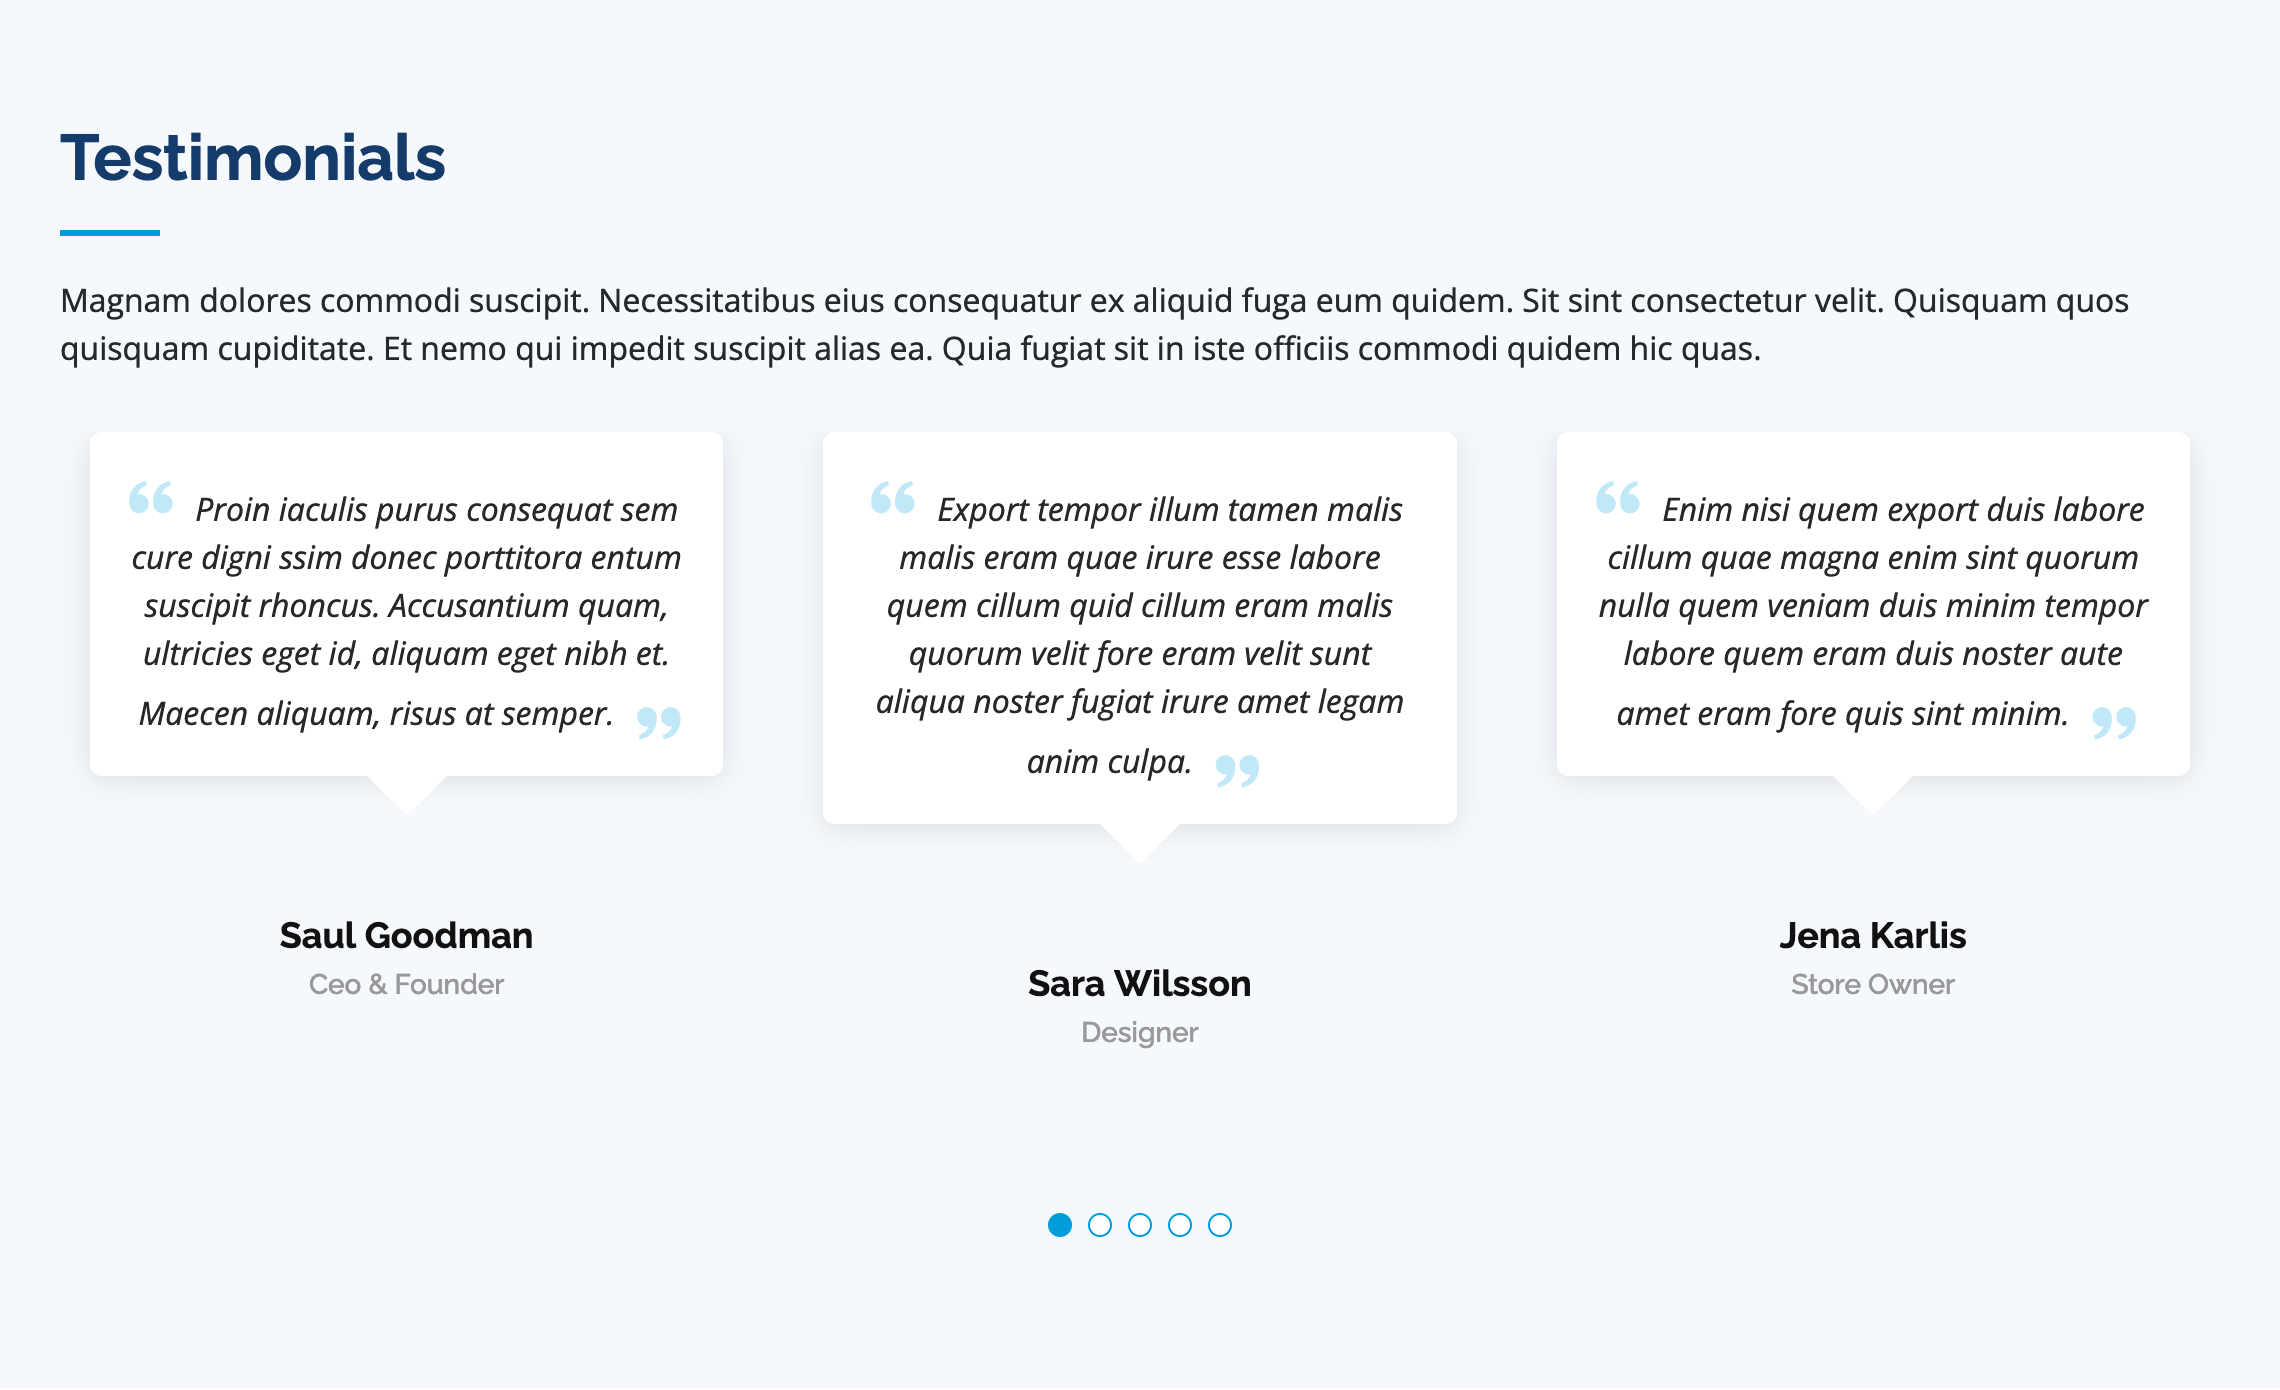 Testimonials
Magnam dolores commodi suscipit. Necessitatibus eius consequatur ex aliquid fuga eum quidem. Sit sint consectetur velit. Quisquam quos
quisquam cupiditate. Et nemo qui impedit suscipit alias ea. Quia fugiat sit in iste officiis commodi quidem hic quas.
“ Proin iaculis purus consequat sem
cure digni ssim donec porttitora entum
suscipit rhoncus. Accusantium quam,
ultricies eget id, aliquam eget nibh et.
Maecen aliquam, risus at semper. ”
Saul Goodman
Ceo & Founder
“ Export tempor illum tamen malis
malis eram quae irure esse labore
quem cillum quid cillum eram malis
quorum velit fore eram velit sunt
aliqua noster fugiat irure amet legam
anim culpa. ”
Sara Wilsson
Designer
“ Enim nisi quem export duis labore
cillum quae magna enim sint quorum
nulla quem veniam duis minim tempor
labore quem eram duis noster aute
amet eram fore quis sint minim. ”
Jena Karlis
Store Owner